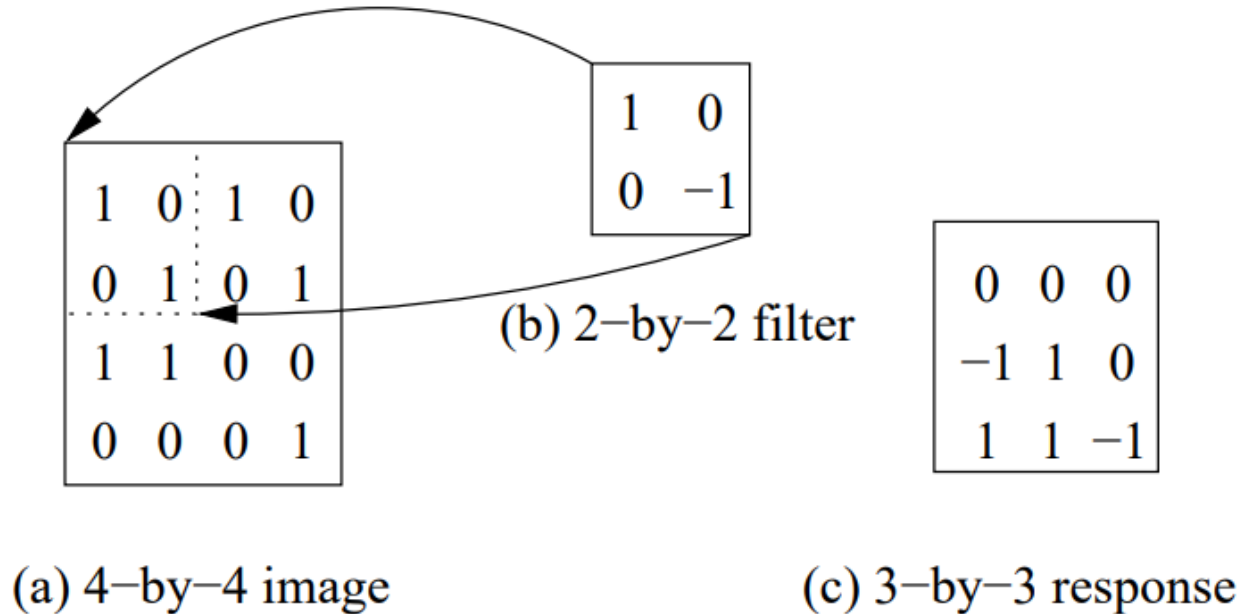 1 0 1 0
0 1 0 1
1 1 0 0
0 0 0 1
(a) 4−by−4 image
1 0
0 −1
(b) 2−by−2 filter
0 0 0
−1 1 0
1 1 −1
(c) 3−by−3 response